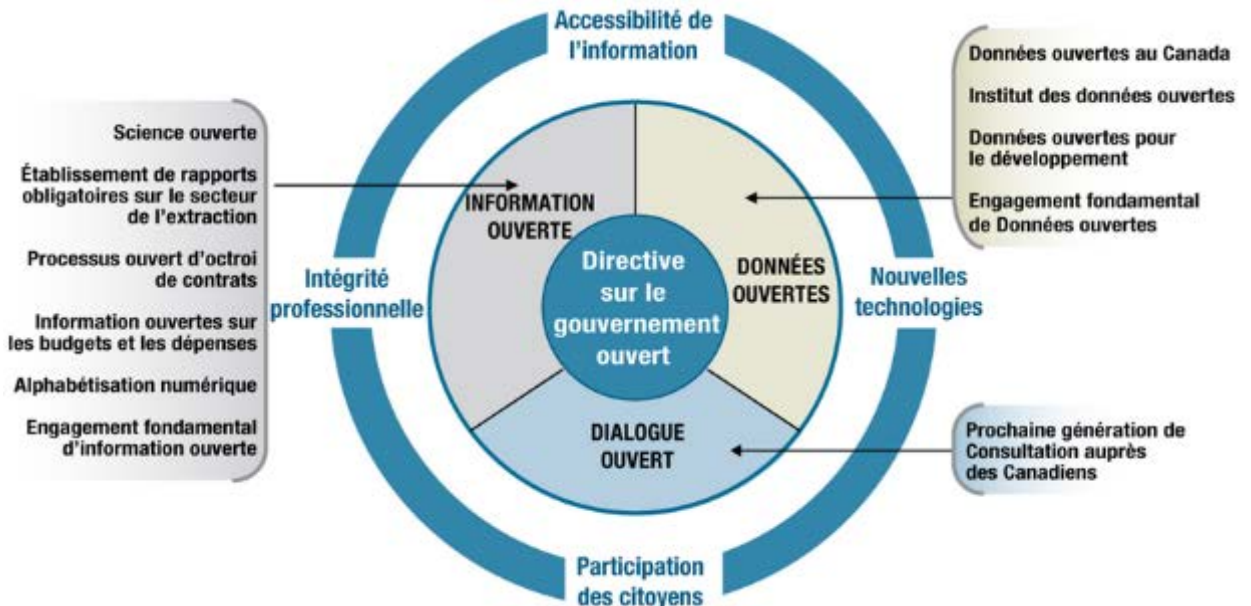 Accessibilité de
l'information
Science ouverte
Établissement de rapports
obligatoires sur le secteur
de l'extraction
Processus ouvert d'octroi
de contrats
Information ouvertes sur
les budgets et les dépenses
Alphabétisation numérique
Engagement fondamental
d'information ouverte
Intégrité
professionnelle
INFORMATION
OUVERTE
Directive
sur le
gouvernement
ouvert
DONNÉES
OUVERTES
DIALOGUE
OUVERT
Nouvelles
technologies
Données ouvertes au Canada
Institut des données ouvertes
Données ouvertes pour
le développement
Engagement fondamental
de Données ouvertes
Prochaine génération de
Consultation auprès
des Canadiens
Participation
des citoyens